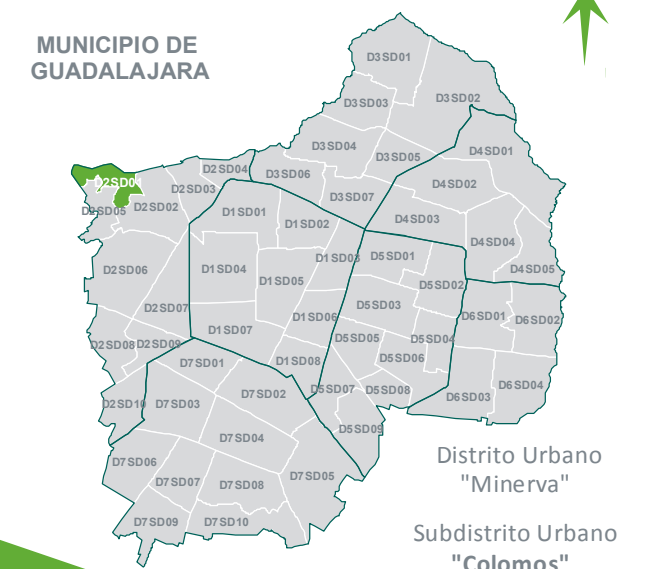 MUNICIPIO DE
GUADALAJARA
D3SD01
D3SD02
D3SD03
D3SD04
D3SD05
D4SD01
D2SD04
D3SD06
D2SD01
D2SD03
D3SD07
D4SD02
D2SD05
D2SD02
D1SD01
D1SD02
D4SD03
D4SD04
D1SD03
D5SD01
D2SD06
D1SD04
D1SD05
D5SD02
D4SD05
D2SD07
D5SD03
D1SD06
D6SD01
D6SD02
D1SD07
D2SD08
D2SD09
D5SD05
D5SD04
D7SD01
D1SD08
D5SD06
D7SD02
D5SD07
D5SD08
D6SD03
D6SD04
D2SD10
D7SD03
D5SD09
D7SD04
D7SD06
D7SD05
D7SD07
D7SD08
D7SD09
D7SD10
Distrito Urbano
"Minerva"
Subdistrito Urbano
"Colomos"